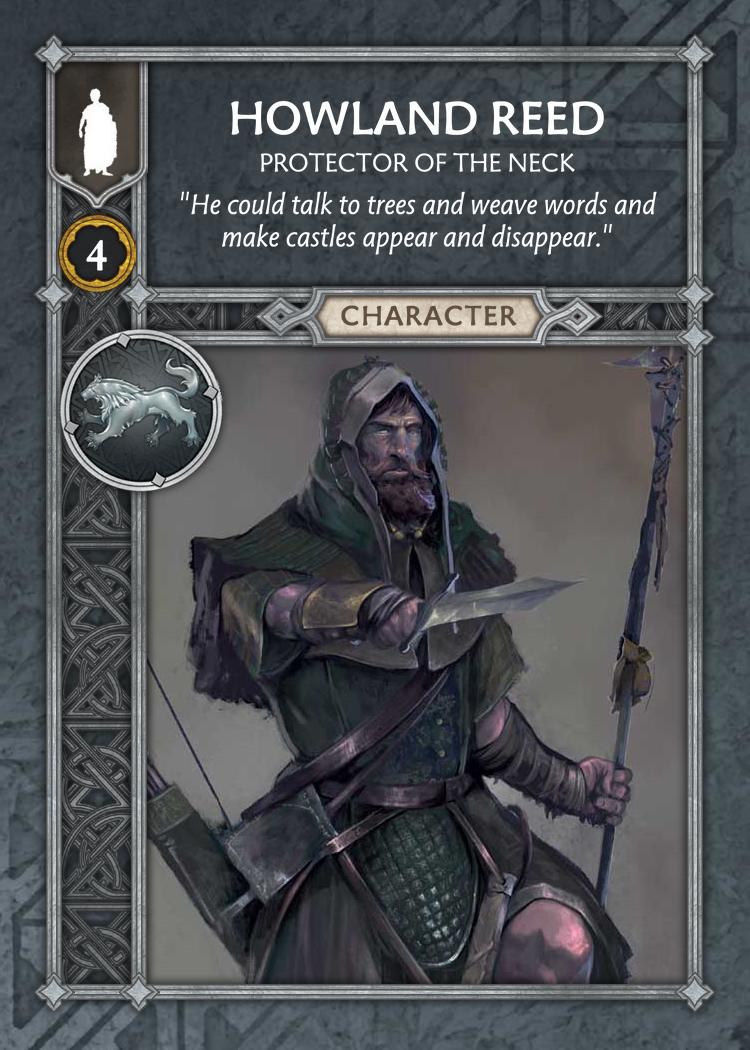 HOWLAND REED
PROTECTOR OF THE NECK
"He could talk to trees and weave words and
make castles appear and disappear."
4
CHARACTER